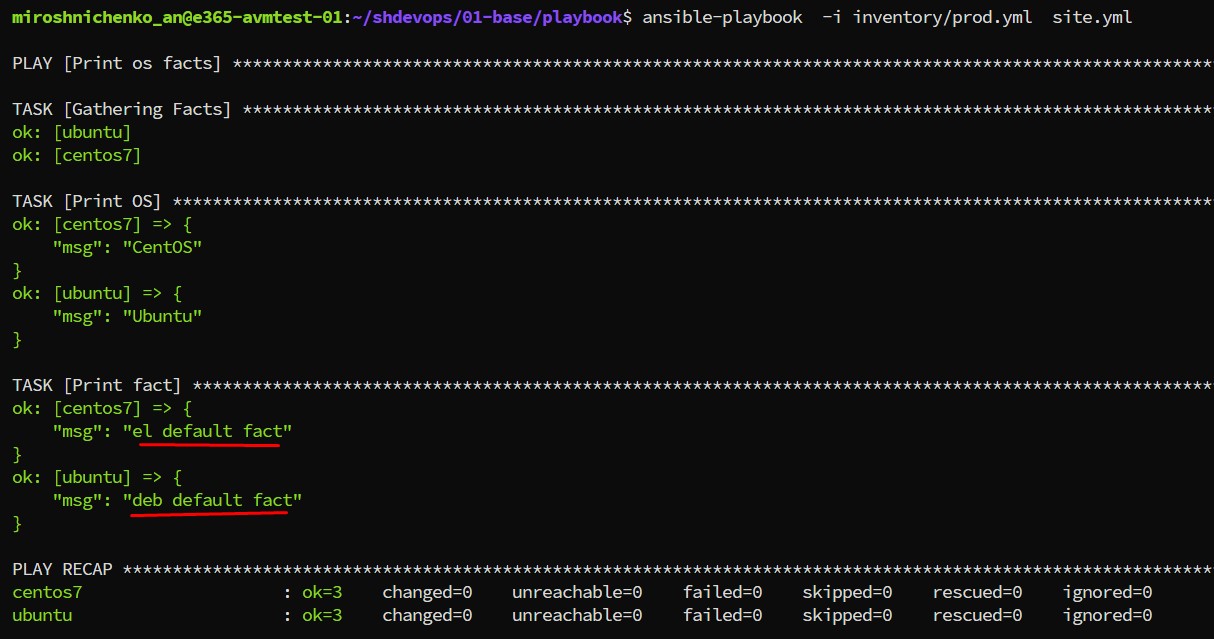 miroshnichenko_an@e365-avmtest-01:~/shdevops/01-base/playbook$ ansible-playbook  -i inventory/prod.yml  site.yml
PLAY [Print os facts] **************************************************************************************************
TASK [Gathering Facts] *************************************************************************************************
ok: [ubuntu]
ok: [centos7]
TASK [Print OS] ********************************************************************************************************
ok: [centos7] => {
    "msg": "CentOS"
}
ok: [ubuntu] => {
    "msg": "Ubuntu"
}
TASK [Print fact] ******************************************************************************************************
ok: [centos7] => {
    "msg": "el default fact"
}
ok: [ubuntu] => {
    "msg": "deb default fact"
}
PLAY RECAP *************************************************************************************************************
centos7                    : ok=3    changed=0    unreachable=0    failed=0    skipped=0    rescued=0    ignored=0
ubuntu                     : ok=3    changed=0    unreachable=0    failed=0    skipped=0    rescued=0    ignored=0